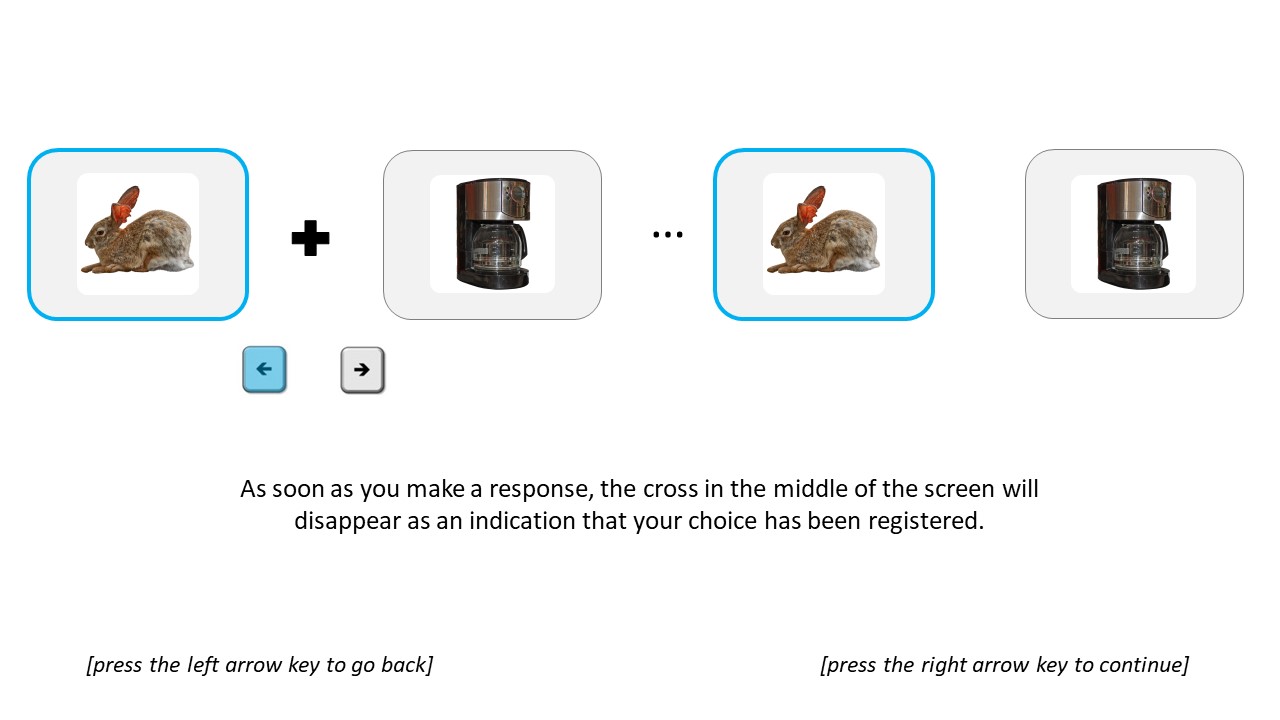 ...
As soon as you make a response, the cross in the middle of the screen will
disappear as an indication that your choice has been registered.
[press the left arrow key to go back]
[press the right arrow key to continue]